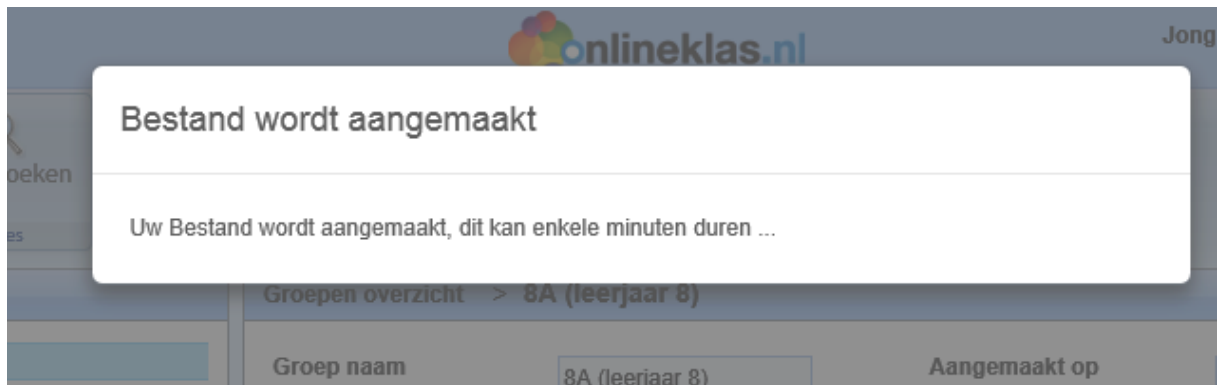 onlineklas.nl
Jong
Bestand wordt aangemaakt
oeken
Uw Bestand wordt aangemaakt, dit kan enkele minuten duren ...
es
Groepen overzicht > 8A (leerjaar 8)
Groep naam
8A (leerjaar 8)
Aangemaakt op